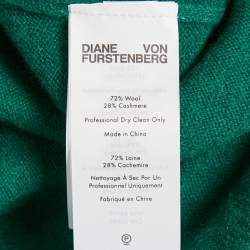 DIANE VON
FURSTENBERG
72% Wool
28% Cashmere
Professional Dry Clean Only
Made in China
72% Laine
28% Cachemire
Nettoyage À Sec Par Un
Professionnel Uniquement
Fabriqué en Chine
P